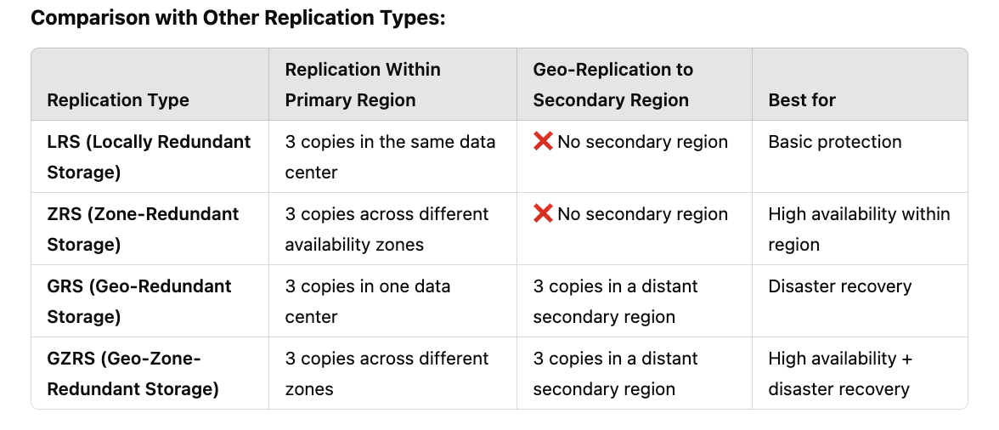 Comparison with Other Replication Types:
Replication Type
Replication Within
Primary Region
Geo-Replication to
Secondary Region
Best for
LRS (Locally Redundant
Storage)
3 copies in the same data
center
❌ No secondary region
Basic protection
ZRS (Zone-Redundant
Storage)
3 copies across different
availability zones
❌ No secondary region
High availability within
region
GRS (Geo-Redundant
Storage)
3 copies in one data
center
3 copies in a distant
secondary region
Disaster recovery
GZRS (Geo-Zone-
Redundant Storage)
3 copies across different
zones
3 copies in a distant
secondary region
High availability +
disaster recovery